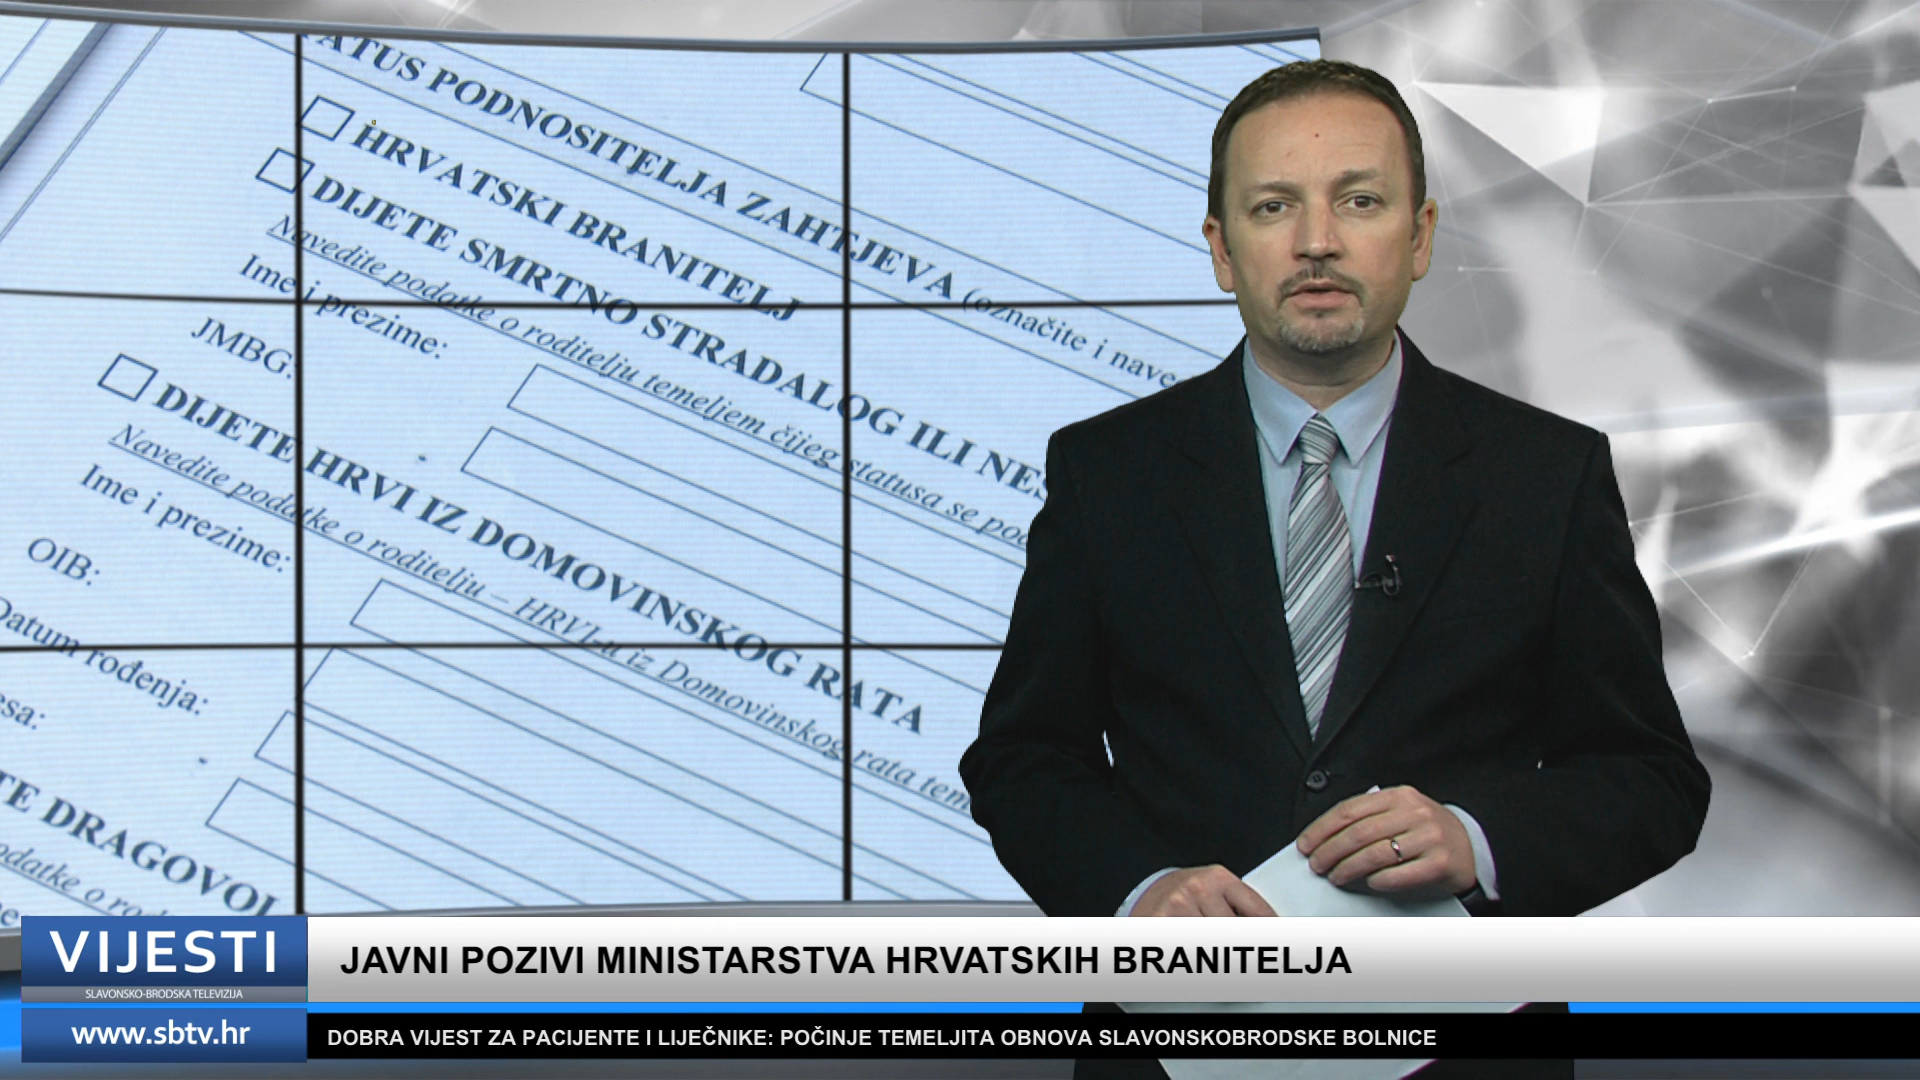 TATUS PODNOSITELJA ZAHTJEVA (označite i nave
HRVATSKI BRANITELJ
DIJETE SMRTNO STRADALOG ILI NES
Navedite podatke o roditelju temeljem čijeg statusa se pod
Ime i prezime:
JMBG:
DIJETE HRVI IZ DOMOVINSKOG RATA
Navedite podatke o roditelju – HRVI-u iz Domovinskog rata tem
Ime i prezime:
OIB:
Datum rođenja:
esa:
TE DRAGOVOL
odatke o rod
VIJESTI
SLAVONSKO-BRODSKA TELEVIZIJA
JAVNI POZIVI MINISTARSTVA HRVATSKIH BRANITELJA
www.sbtv.hr
DOBRA VIJEST ZA PACIJENTE I LIJEČNIKE: POČINJE TEMELJITA OBNOVA SLAVONSKOBRODSKE BOLNICE